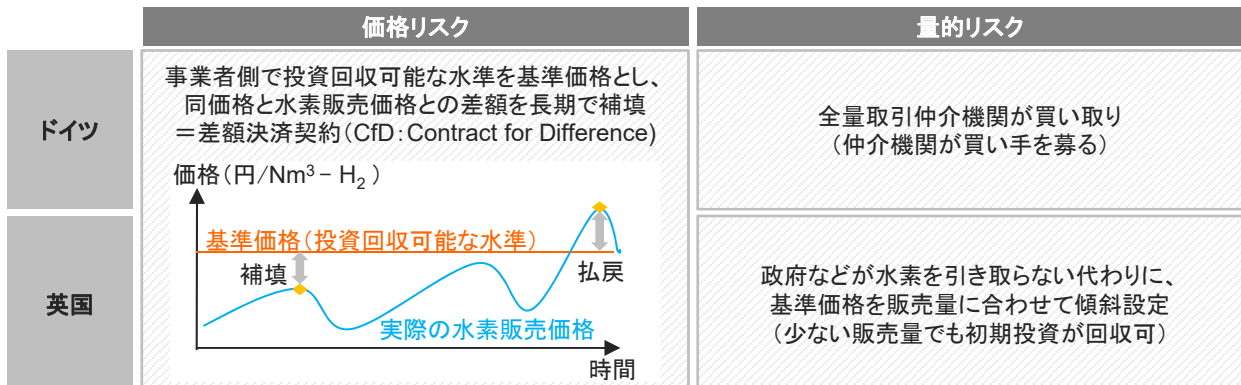 価格リスク
量的リスク
ドイツ
事業者側で投資回収可能な水準を基準価格とし、
同価格と水素販売価格との差額を長期で補填
＝差額決済契約（CfD：Contract for Difference)
全量取引仲介機関が買い取り
（仲介機関が買い手を募る）
価格（円/Nm³－H₂）
基準価格（投資回収可能な水準）
補填
払戻
実際の水素販売価格
時間
英国
政府などが水素を引き取らない代わりに、
基準価格を販売量に合わせて傾斜設定
（少ない販売量でも初期投資が回収可）